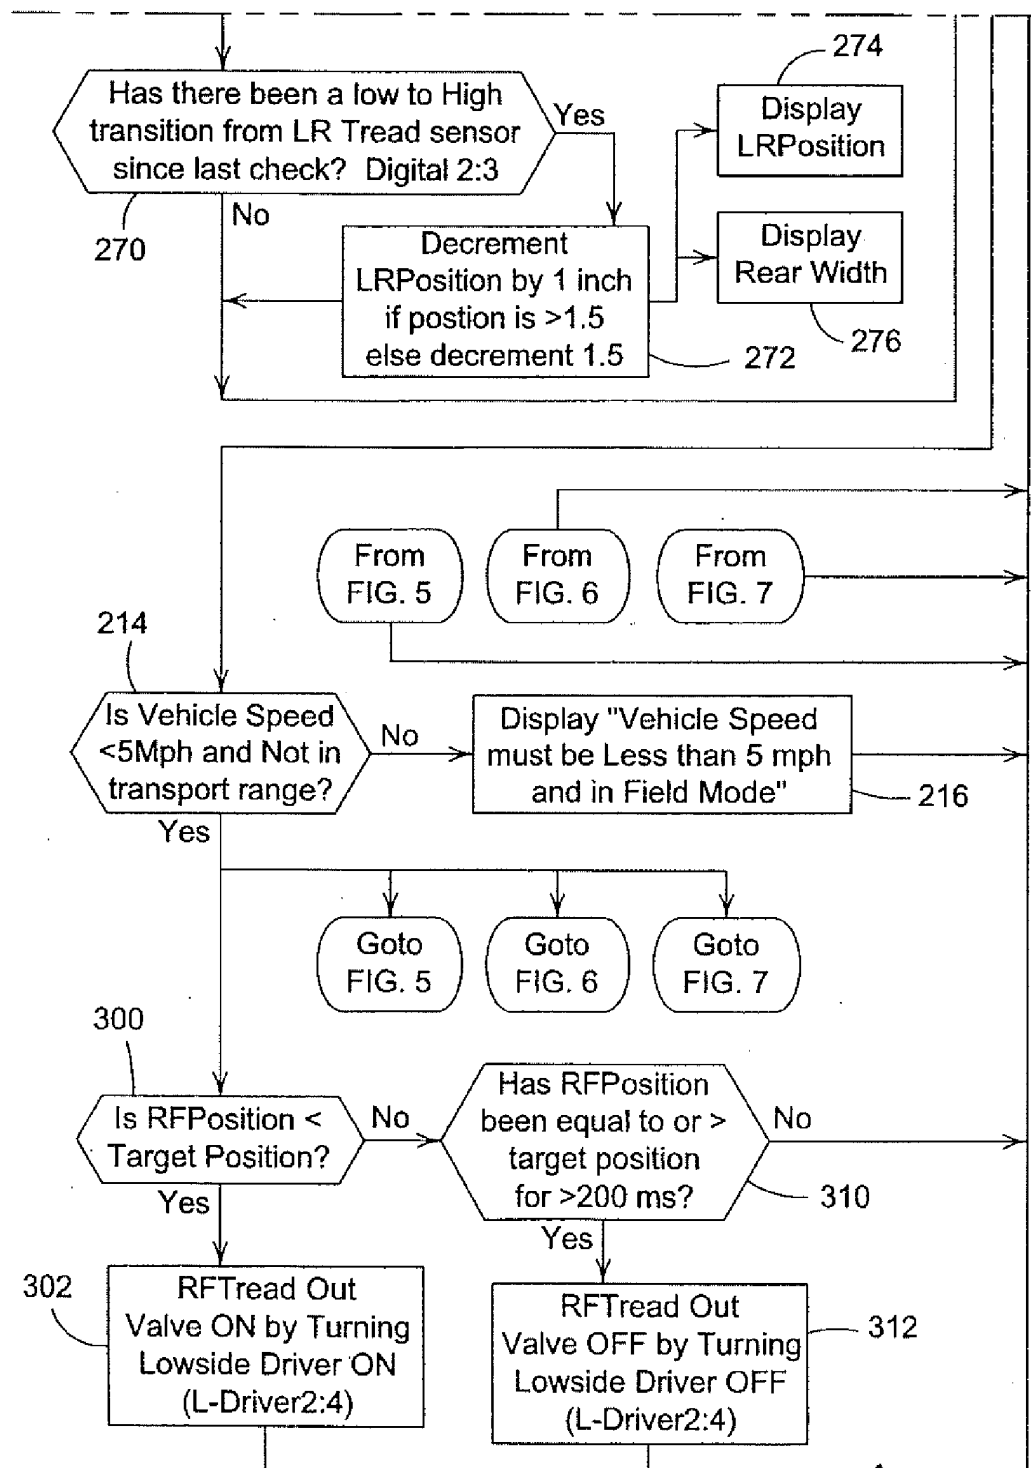 274
Has there been a low to High
transition from LR Tread sensor
since last check? Digital 2:3
Yes
Display
LRPosition
270
No
Decrement
LRPosition by 1 inch
if postion is >1.5
else decrement 1.5
Display
Rear Width
272
276
From
FIG. 5
From
FIG. 6
From
FIG. 7
214
Is Vehicle Speed
<5Mph and Not in
transport range?
No
Display "Vehicle Speed
must be Less than 5 mph
and in Field Mode"
216
Yes
Goto
FIG. 5
Goto
FIG. 6
Goto
FIG. 7
300
Is RFPosition <
Target Position?
No
Has RFPosition
been equal to or >
target position
for >200 ms?
No
310
Yes
Yes
302
RFTread Out
Valve ON by Turning
Lowside Driver ON
(L-Driver2:4)
RFTread Out
Valve OFF by Turning
Lowside Driver OFF
(L-Driver2:4)
312